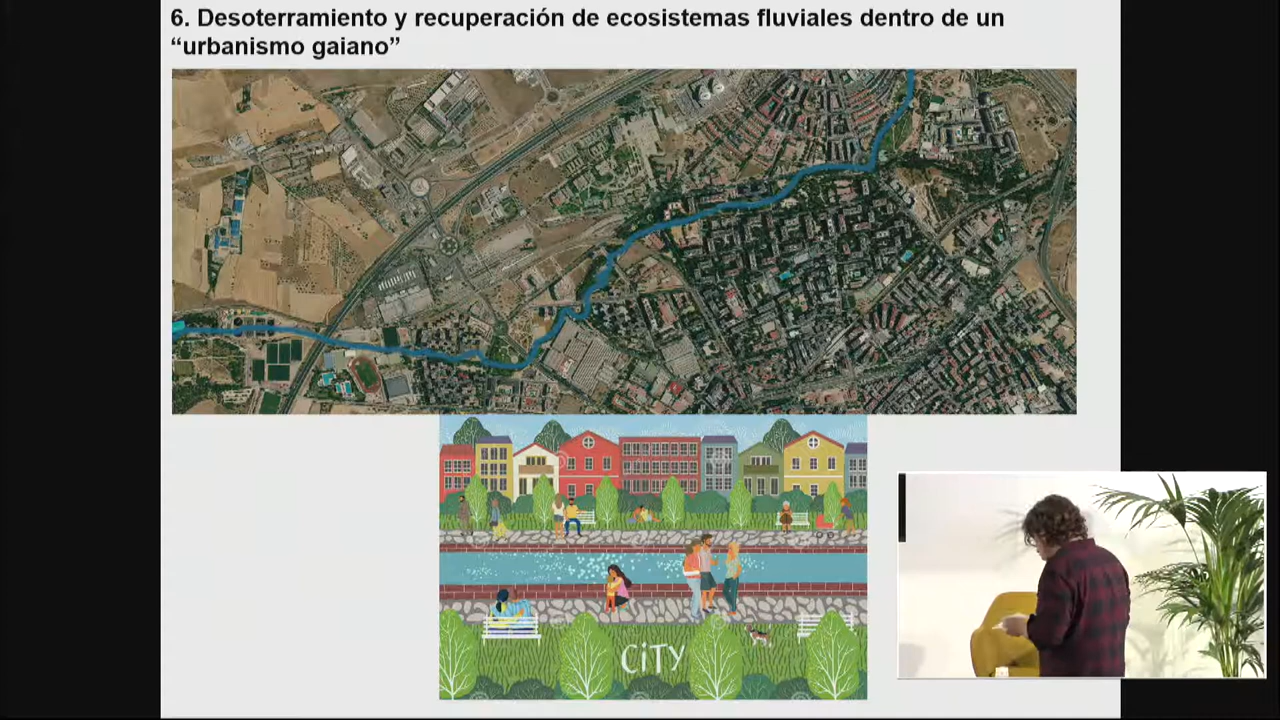 6. Desoterramiento y recuperación de ecosistemas fluviales dentro de un
“urbanismo gaiano”
CiTY